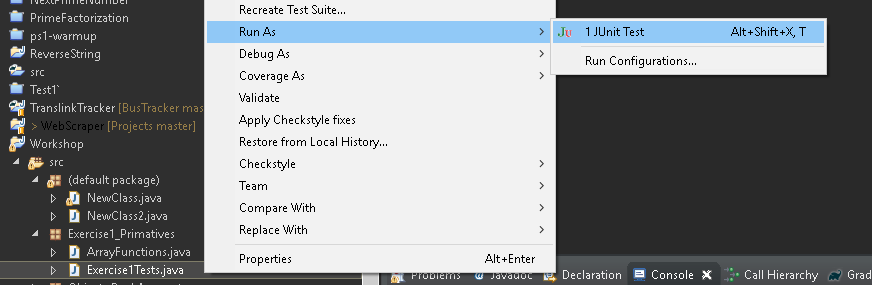 NextPrimeNumber
PrimeFactorization
ps1-warmup
ReverseString
src
Test1`
TranslinkTracker [BusTracker mas
> WebScraper [Projects master]
Workshop
src
(default package)
NewClass.java
NewClass2.java
Exercise1_Primatives
ArrayFunctions.java
Exercise1Tests.java
Recreate Test Suite...
Run As
Debug As
Coverage As
Validate
Apply Checkstyle fixes
Restore from Local History...
Checkstyle
Team
Compare With
Replace With
Properties Alt+Enter
Ju 1 JUnit Test Alt+Shift+X, T
Run Configurations...
Problems Javadoc Declaration Console Call Hierarchy Grad